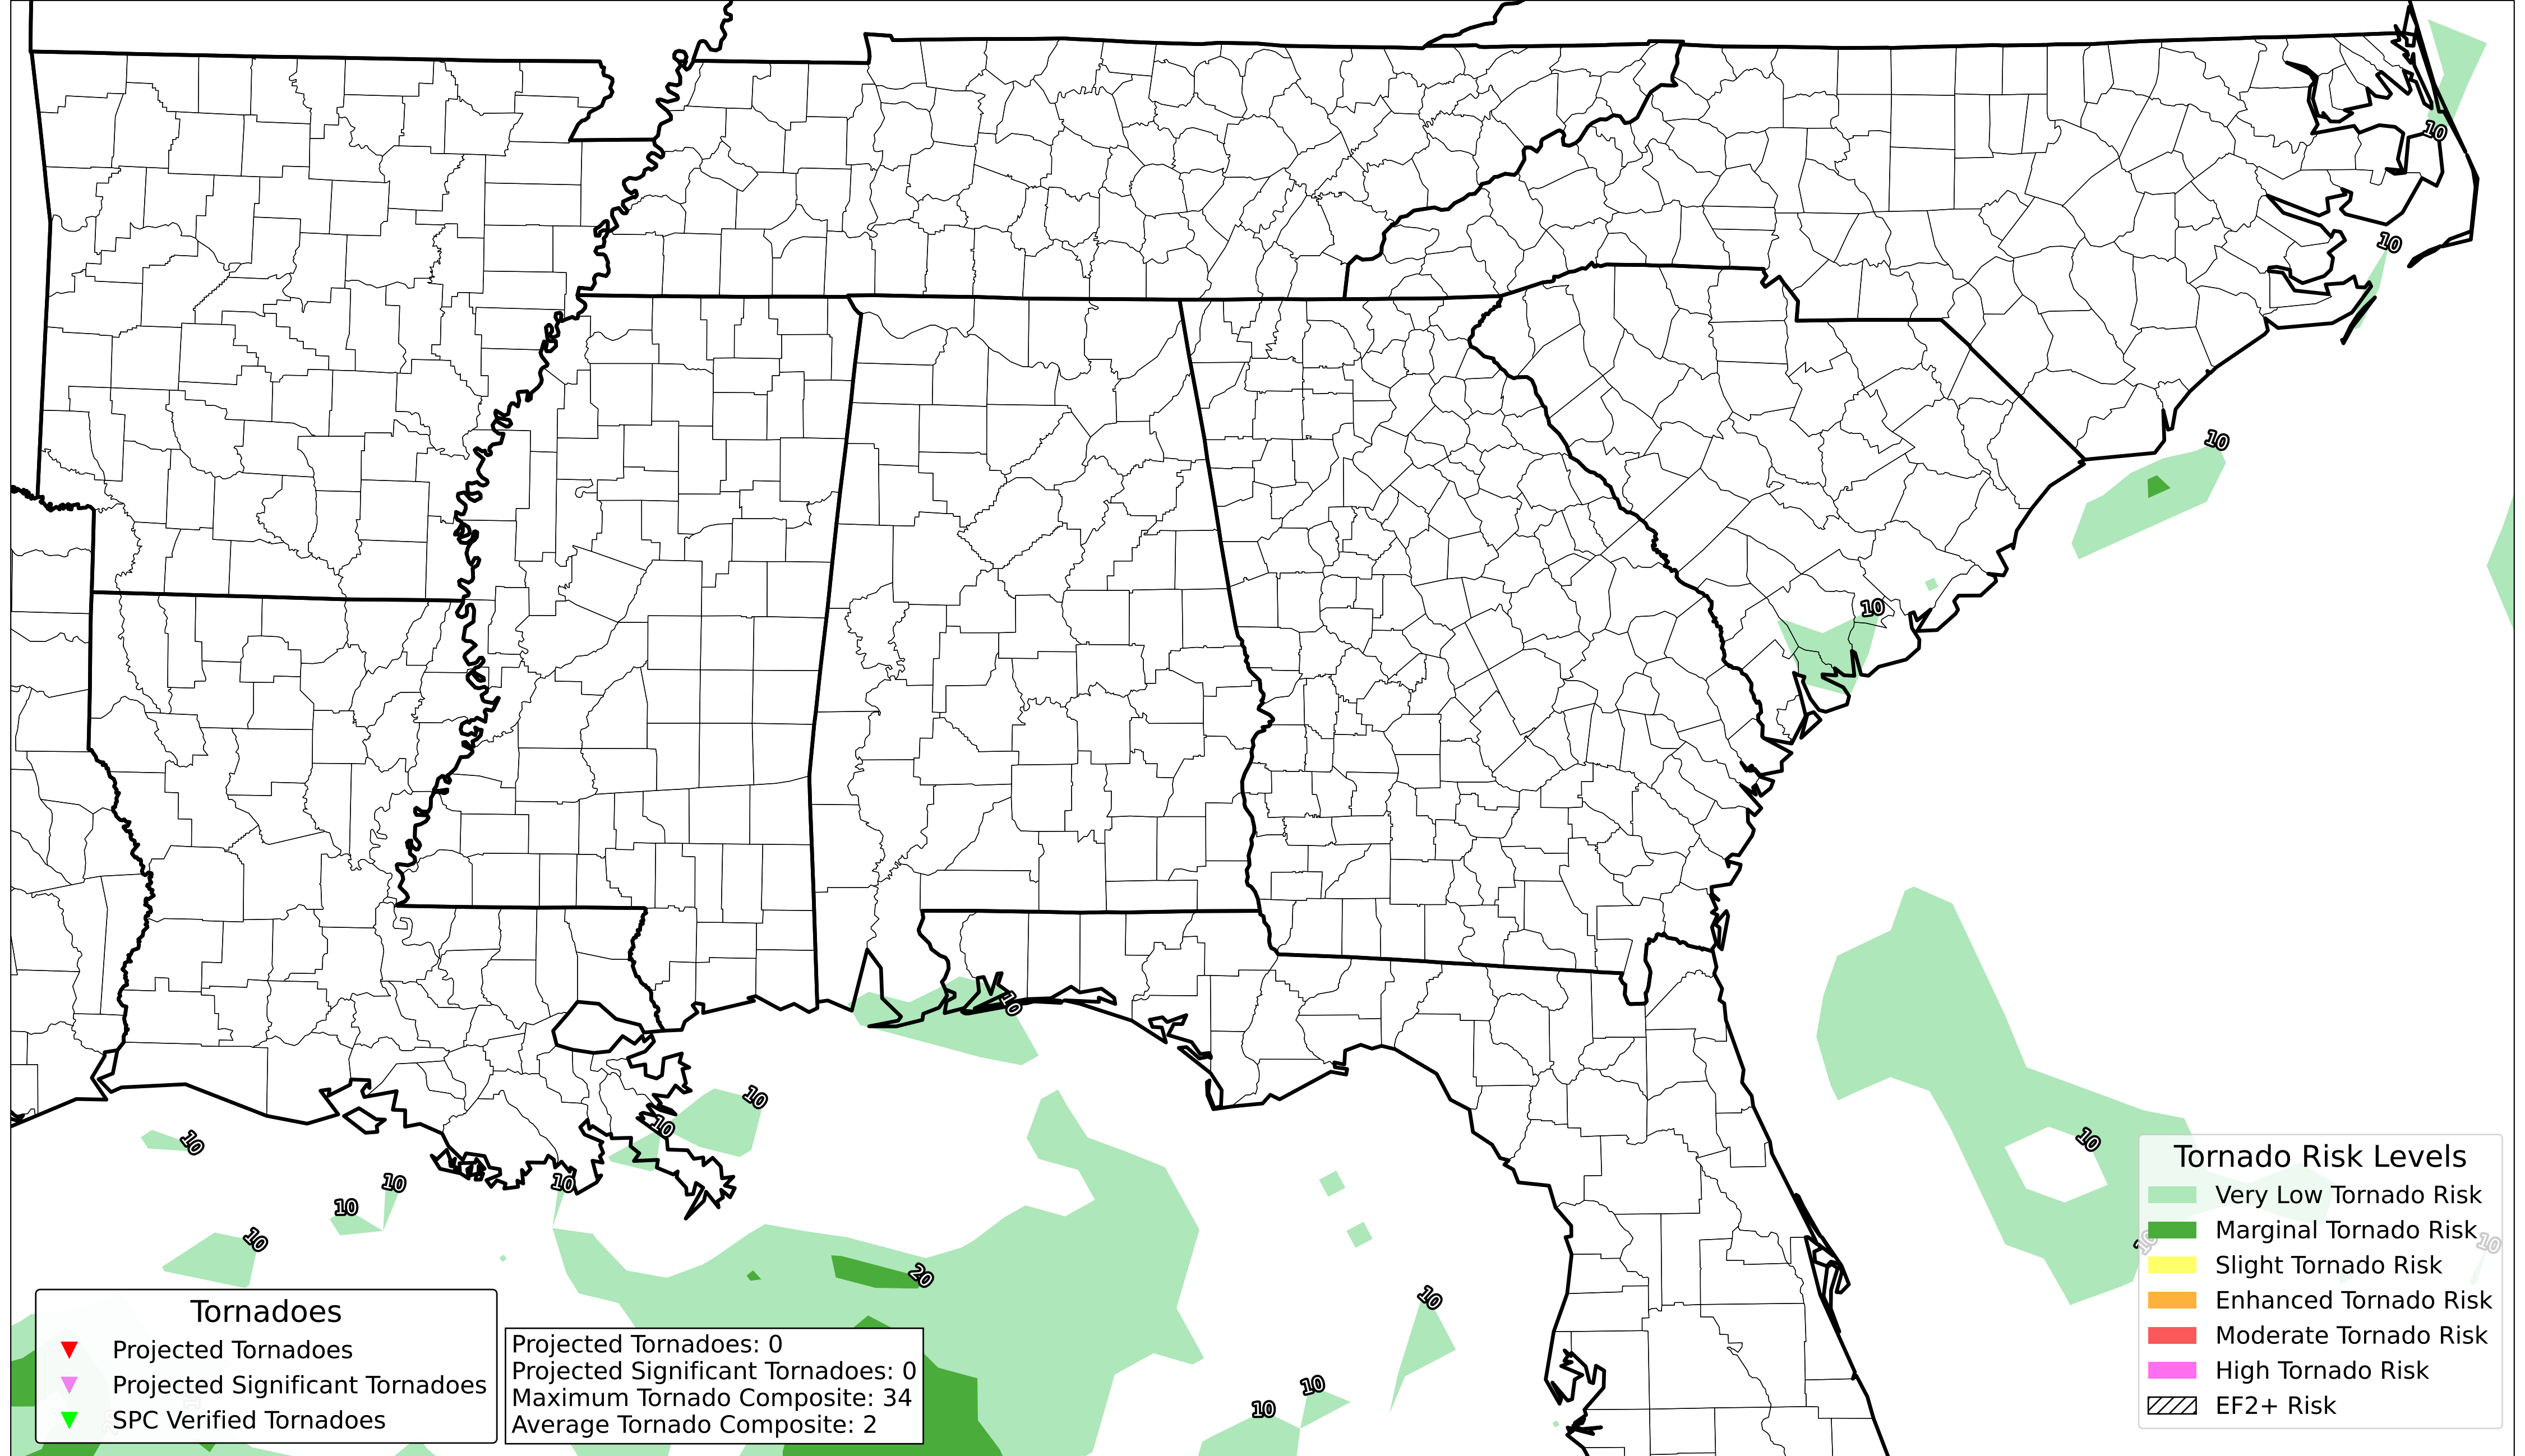 10
10
10
10
10
10
10
10
10
10
10
10
10
10
20
10
10
10
10
Tornado Risk Levels
Very Low Tornado Risk
Marginal Tornado Risk
Slight Tornado Risk
Enhanced Tornado Risk
Moderate Tornado Risk
High Tornado Risk
EF2+ Risk
Tornadoes
Projected Tornadoes
Projected Significant Tornadoes
SPC Verified Tornadoes
Projected Tornadoes: 0
Projected Significant Tornadoes: 0
Maximum Tornado Composite: 34
Average Tornado Composite: 2